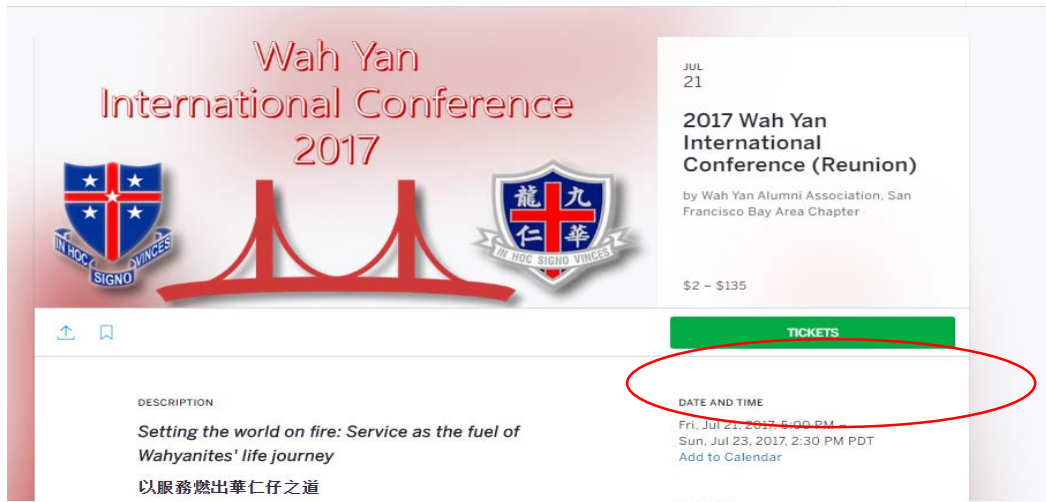 Wah Yan
International Conference
2017
IN HOC SIGNO VINCES
龍 九
仁 華
IN HOC SIGNO VINCES
JUL
21
2017 Wah Yan
International
Conference (Reunion)
by Wah Yan Alumni Association, San
Francisco Bay Area Chapter
$2 – $135
TICKETS
DESCRIPTION
Setting the world on fire: Service as the fuel of
Wahyanites' life journey
以服務燃出華仁仔之道
DATE AND TIME
Fri, Jul 21, 2017, 5:00 PM –
Sun, Jul 23, 2017, 2:30 PM PDT
Add to Calendar